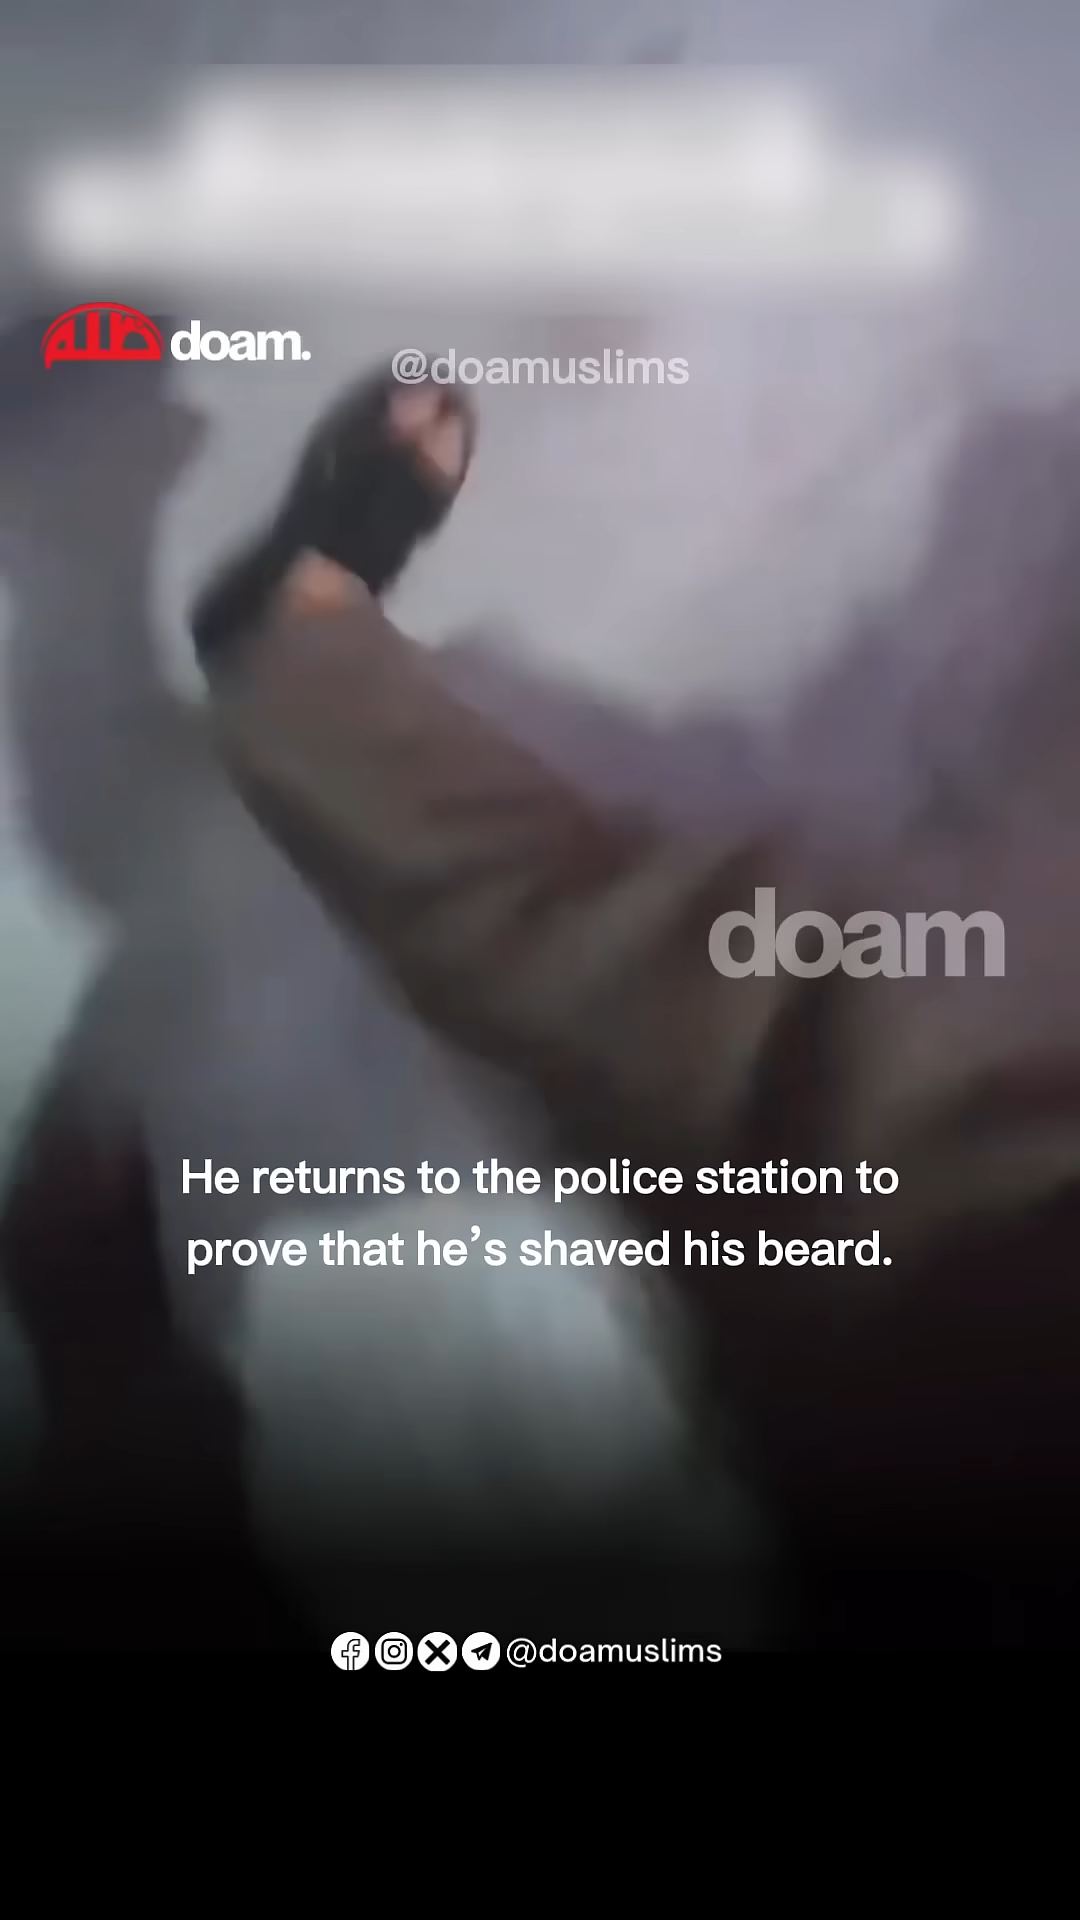 doam.
@doamuslims
doam
He returns to the police station to
prove that he’s shaved his beard.
@doamuslims